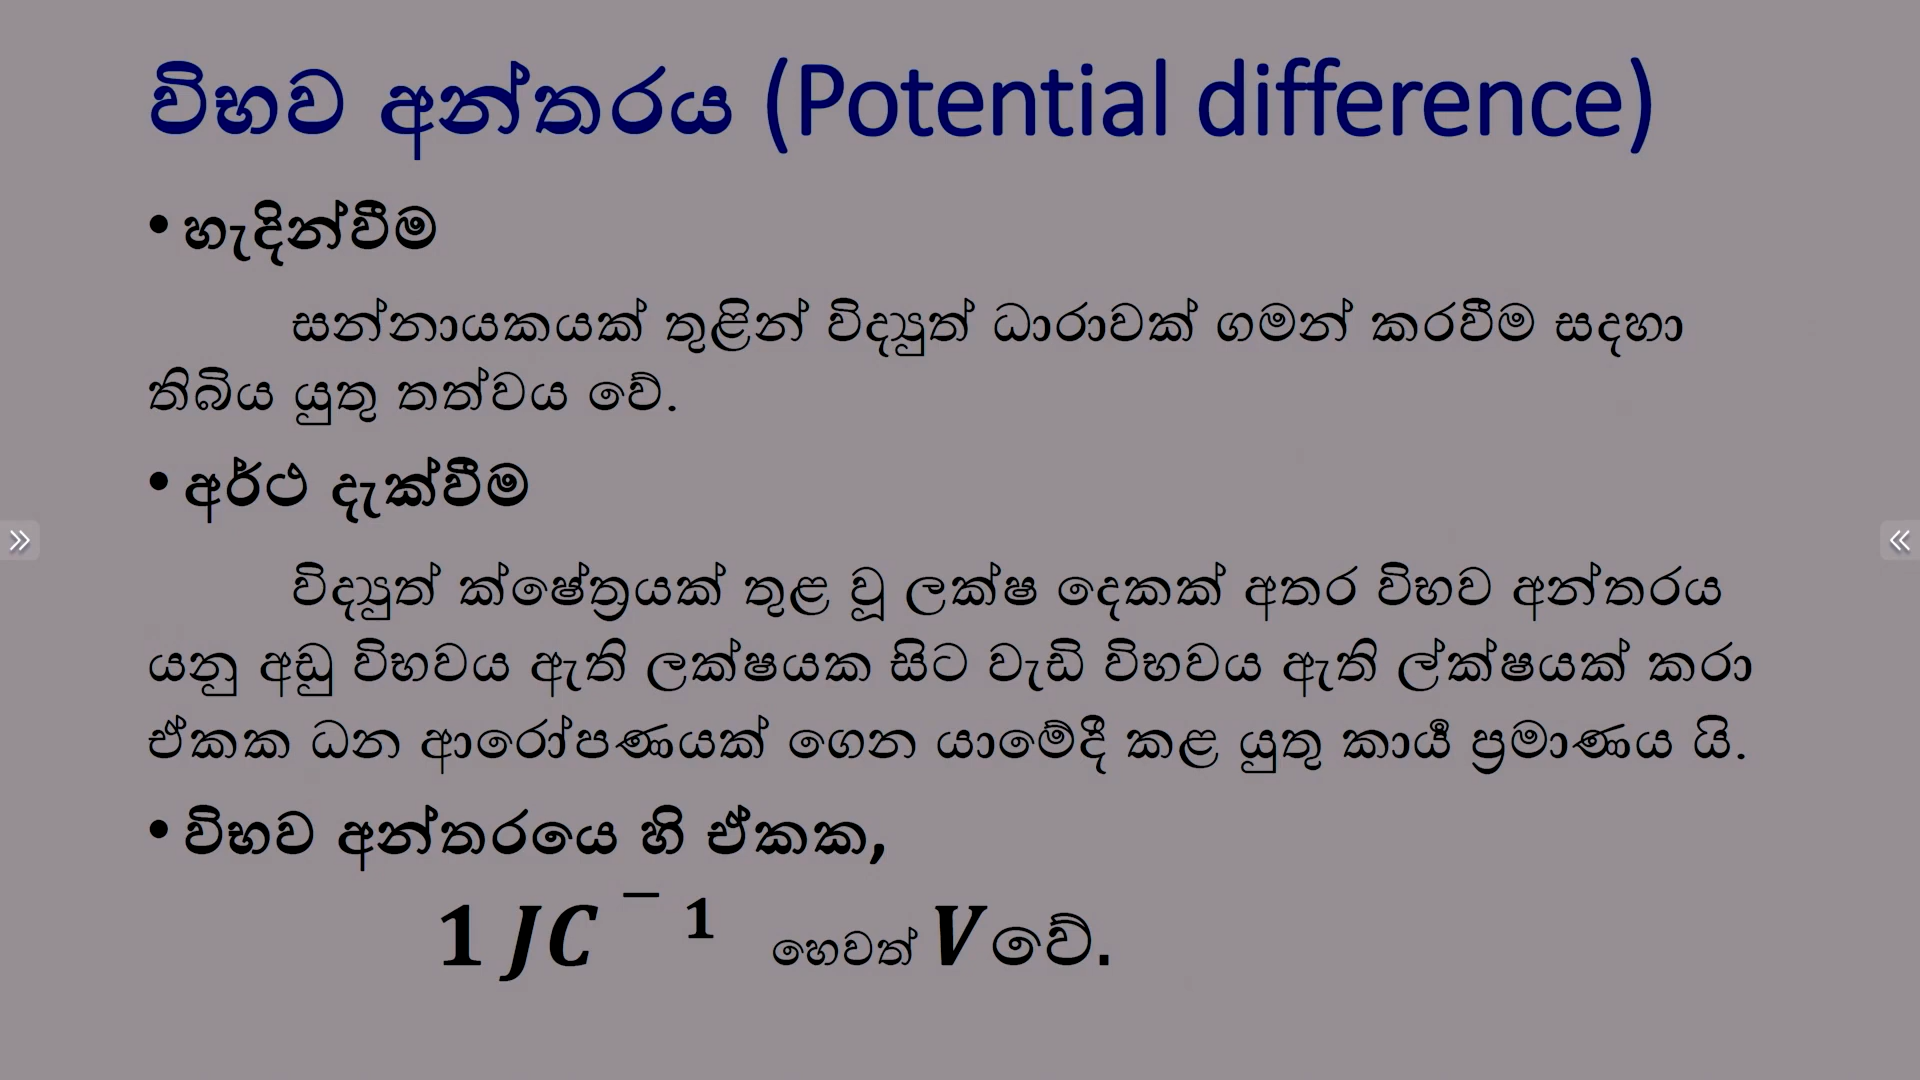 විභව අන්තරය (Potential difference)
• හැදින්වීම
සන්නායකයක් තුළින් විද්‍යුත් ධාරාවක් ගමන් කරවීම සදහා
තිබිය යුතු තත්වය වේ.
• අර්ථ දැක්වීම
විද්‍යුත් ක්ෂේත්‍රයක් තුළ වූ ලක්ෂ දෙකක් අතර විභව අන්තරය
යනු අඩු විභවය ඇති ලක්ෂයක සිට වැඩි විභවය ඇති ල්ක්ෂයක් කරා
ඒකක ධන ආරෝපණයක් ගෙන යාමේදී කළ යුතු කාර්‍ය ප්‍රමාණය යි.
• විභව අන්තරයෙ හි ඒකක,
1 JC⁻¹ හෙවත් V වේ.